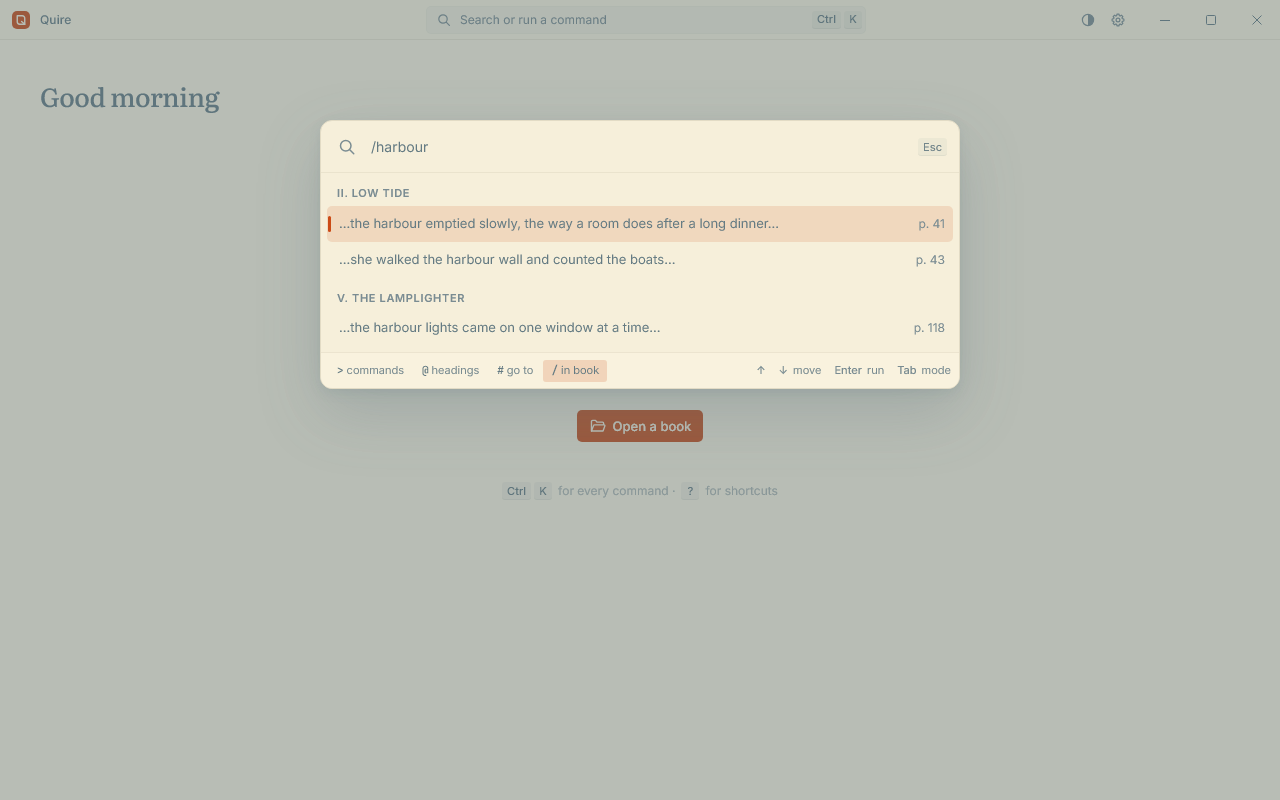 Quire
Search or run a command Ctrl K
Good morning
/harbour Esc
II. LOW TIDE
...the harbour emptied slowly, the way a room does after a long dinner... p. 41
...she walked the harbour wall and counted the boats... p. 43
V. THE LAMPLIGHTER
...the harbour lights came on one window at a time... p. 118
> commands @ headings # go to / in book ↑ ↓ move Enter run Tab mode
Open a book
Ctrl K for every command · ? for shortcuts